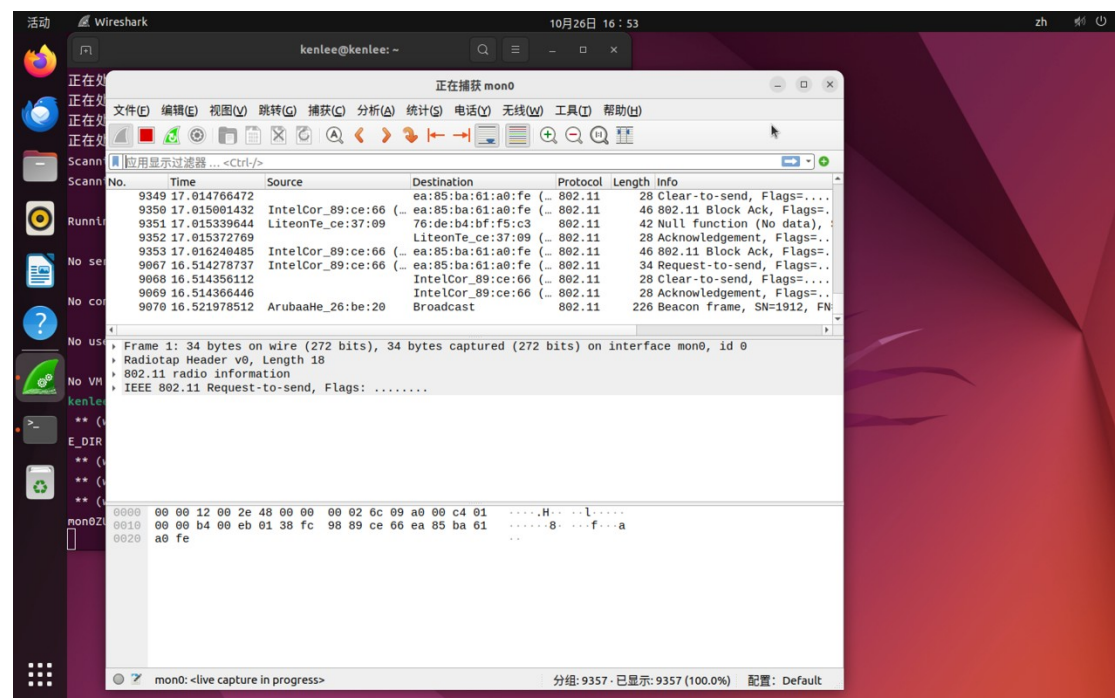 活动 Wireshark 10月26日 16：53 zh
kenlee@kenlee: ~
正在处
正在处
正在处
正在处
Scann
Scann
Runnin
No ser
No con
No use
No VM
kenlee
** (w
E_DIR
** (w
** (w
** (w
mon0ZU
正在捕获 mon0
文件(F) 编辑(E) 视图(V) 跳转(G) 捕获(C) 分析(A) 统计(S) 电话(Y) 无线(W) 工具(T) 帮助(H)
应用显示过滤器 … <Ctrl-/>
No. Time Source Destination Protocol Length Info
9349 17.014766472 ea:85:ba:61:a0:fe (… 802.11 28 Clear-to-send, Flags=....
9350 17.015001432 IntelCor_89:ce:66 (… ea:85:ba:61:a0:fe (… 802.11 46 802.11 Block Ack, Flags=.
9351 17.015339644 LiteonTe_ce:37:09 76:de:b4:bf:f5:c3 802.11 42 Null function (No data),
9352 17.015372769 LiteonTe_ce:37:09 (… 802.11 28 Acknowledgement, Flags=..
9353 17.016240485 IntelCor_89:ce:66 (… ea:85:ba:61:a0:fe (… 802.11 46 802.11 Block Ack, Flags=.
9067 16.514278737 IntelCor_89:ce:66 (… ea:85:ba:61:a0:fe (… 802.11 34 Request-to-send, Flags=..
9068 16.514356112 IntelCor_89:ce:66 (… 802.11 28 Clear-to-send, Flags=....
9069 16.514366446 IntelCor_89:ce:66 (… 802.11 28 Acknowledgement, Flags=..
9070 16.521978512 ArubaaHe_26:be:20 Broadcast 802.11 226 Beacon frame, SN=1912, FN
Frame 1: 34 bytes on wire (272 bits), 34 bytes captured (272 bits) on interface mon0, id 0
Radiotap Header v0, Length 18
802.11 radio information
IEEE 802.11 Request-to-send, Flags: ........
0000 00 00 12 00 2e 48 00 00 00 02 6c 09 a0 00 c4 01 ·····.H·· ··l·····
0010 00 00 b4 00 eb 01 38 fc 98 89 ce 66 ea 85 ba 61 ······8· ···f···a
0020 a0 fe ··
mon0: <live capture in progress> 分组: 9357 · 已显示: 9357 (100.0%) 配置： Default